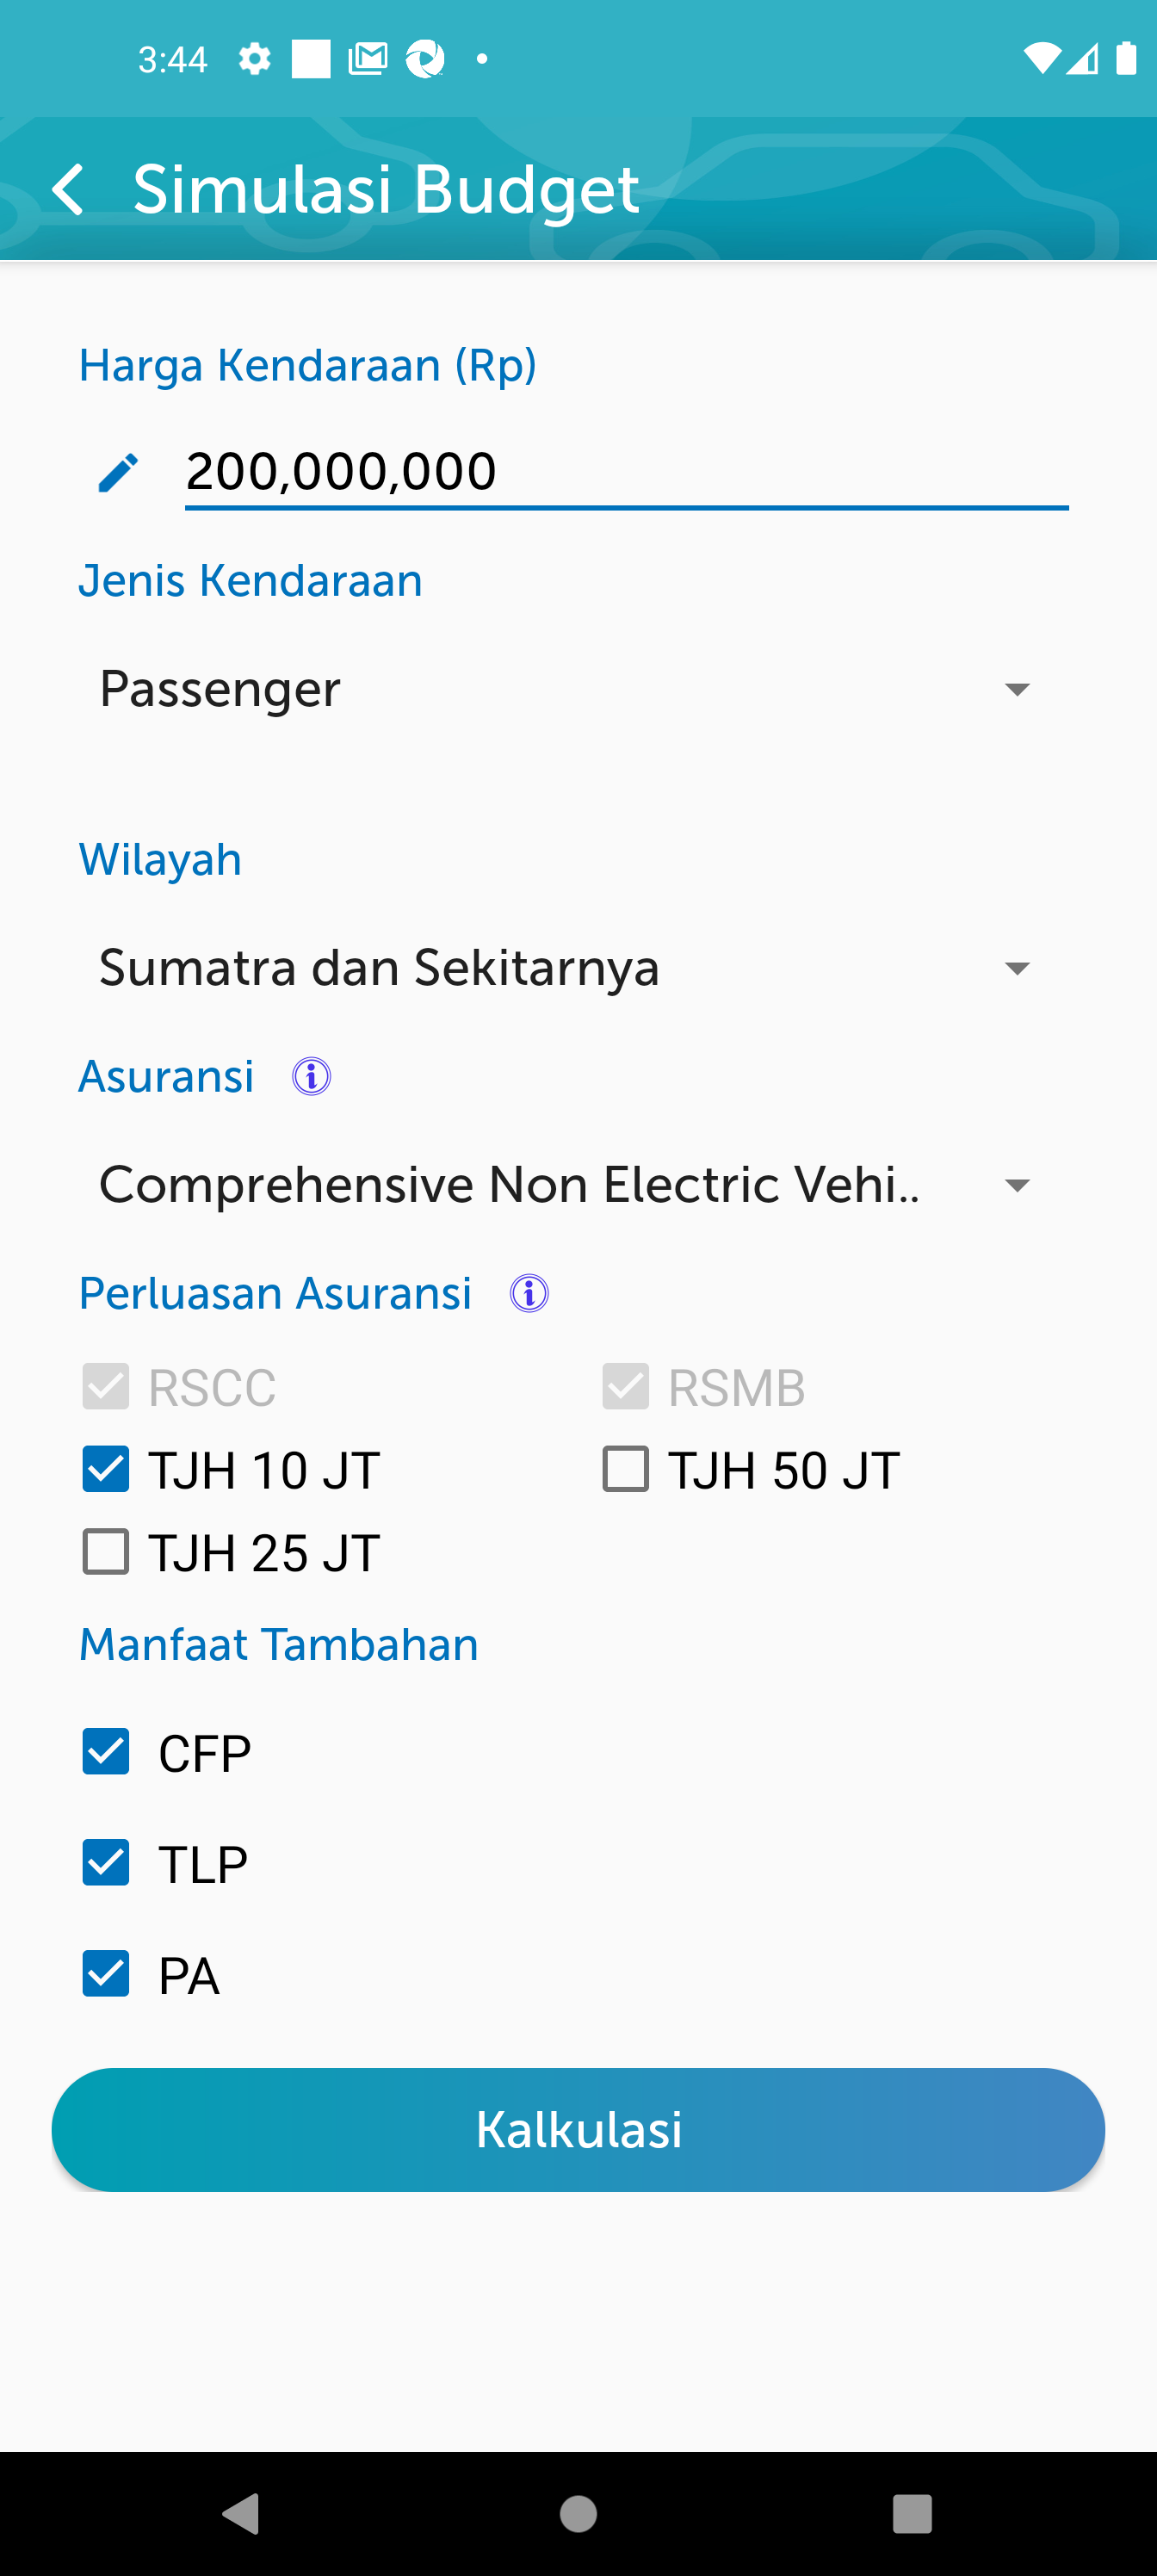 3:44
Simulasi Budget
Harga Kendaraan (Rp)
200,000,000
Jenis Kendaraan
Passenger
Wilayah
Sumatra dan Sekitarnya
Asuransi
Comprehensive Non Electric Vehi..
Perluasan Asuransi
RSCC RSMB
TJH 10 JT TJH 50 JT
TJH 25 JT
Manfaat Tambahan
CFP
TLP
PA
Kalkulasi